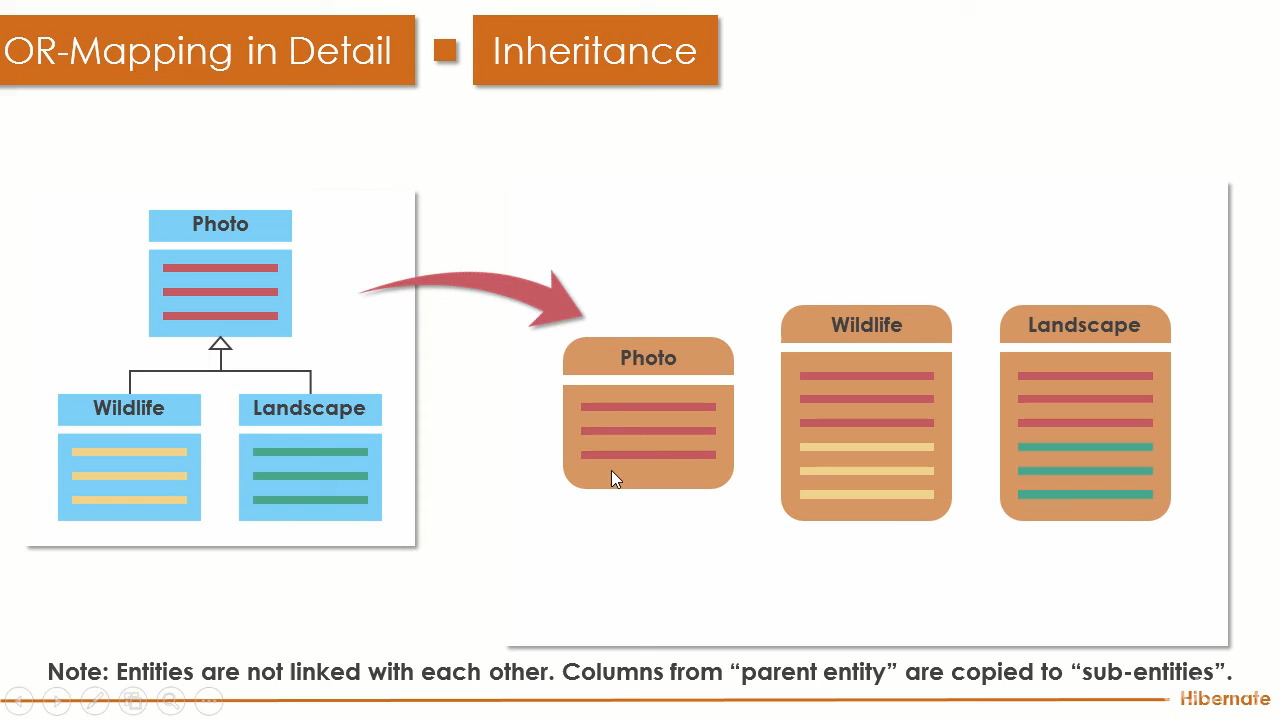 OR-Mapping in Detail
Inheritance
Photo
Wildlife
Landscape
Photo
Wildlife
Landscape
Note: Entities are not linked with each other. Columns from “parent entity” are copied to “sub-entities”.
Hibernate